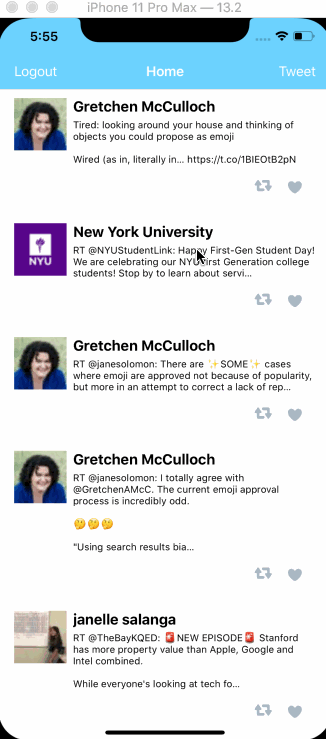 iPhone 11 Pro Max — 13.2
5:55
Logout Home Tweet
Gretchen McCulloch
Tired: looking around your house and thinking of
objects you could propose as emoji
Wired (as in, literally in... https://t.co/1BIEOtB2pN
New York University
RT @NYUStudentLink: Happy First-Gen Student Day!
We are celebrating our NYU First Generation college
students! Stop by to learn about servi...
NYU
Gretchen McCulloch
RT @janesolomon: There are ✨SOME✨ cases
where emoji are approved not because of popularity,
but more in an attempt to correct a lack of rep...
Gretchen McCulloch
RT @janesolomon: I totally agree with
@GretchenAMcC. The current emoji approval
process is incredibly odd.
🤔🤔🤔
"Using search results bia...
janelle salanga
RT @TheBayKQED: 🚨NEW EPISODE🚨 Stanford
has more property value than Apple, Google and
Intel combined.
While everyone's looking at tech fo...